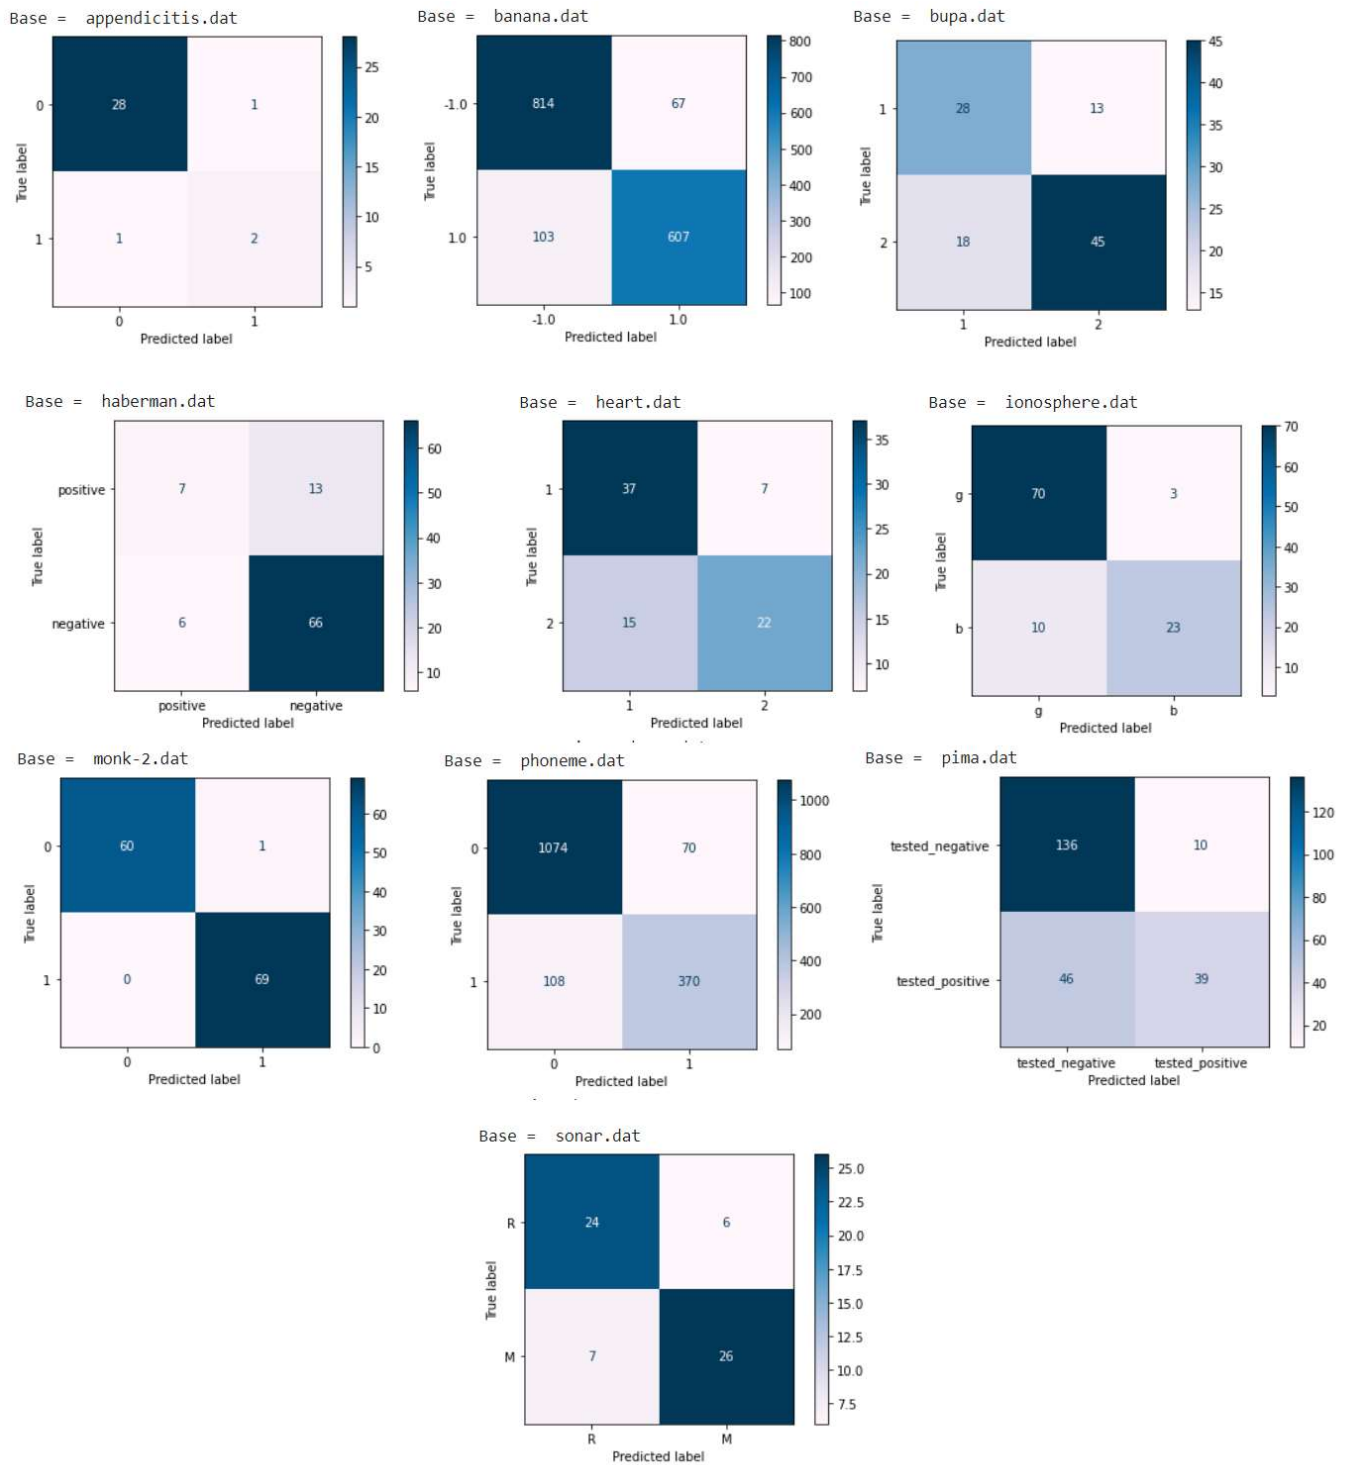 Base =  appendicitis.dat
28
1
1
2
0
1
0
1
True label
Predicted label
25
20
15
10
5
Base =  banana.dat
814
67
103
607
-1.0
1.0
-1.0
1.0
True label
Predicted label
800
700
600
500
400
300
200
100
Base =  bupa.dat
28
13
18
45
1
2
1
2
True label
Predicted label
45
40
35
30
25
20
15
Base =  haberman.dat
positive
7
13
negative
6
66
positive
negative
True label
Predicted label
60
50
40
30
20
10
Base =  heart.dat
1
37
7
2
15
22
1
2
True label
Predicted label
35
30
25
20
15
10
Base =  ionosphere.dat
g
70
3
b
10
23
g
b
True label
Predicted label
70
60
50
40
30
20
10
Base =  monk-2.dat
0
60
1
1
0
69
0
1
True label
Predicted label
60
50
40
30
20
10
0
Base =  phoneme.dat
0
1074
70
1
108
370
0
1
True label
Predicted label
1000
800
600
400
200
Base =  pima.dat
tested_negative
136
10
tested_positive
46
39
tested_negative
tested_positive
True label
Predicted label
120
100
80
60
40
20
Base =  sonar.dat
R
24
6
M
7
26
R
M
True label
Predicted label
25.0
22.5
20.0
17.5
15.0
12.5
10.0
7.5